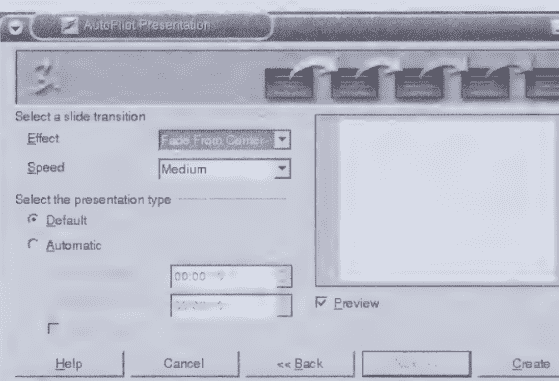 AutoPilot Presentation
3.
Select a slide transition
Effect
Fade From Center
Speed
Medium
Select the presentation type
Default
Automatic
00:00
Preview
Help
Cancel
<< Back
Create